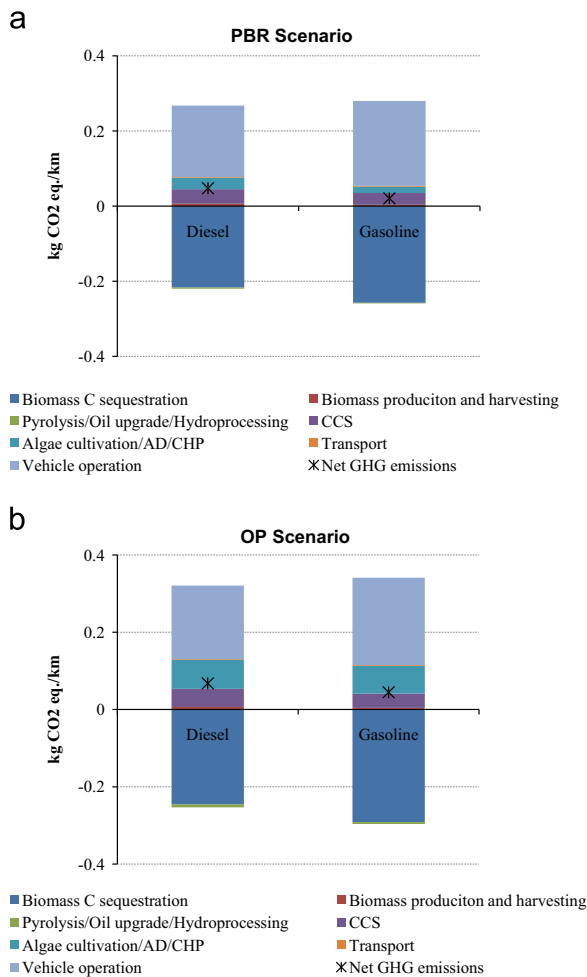 a
PBR Scenario
0.4
0.2
0
-0.2
-0.4
kg CO2 eq./km
Diesel
Gasoline
Biomass C sequestration
Biomass produciton and harvesting
Pyrolysis/Oil upgrade/Hydroprocessing
CCS
Algae cultivation/AD/CHP
Transport
Vehicle operation
Net GHG emissions
b
OP Scenario
0.4
0.2
0
-0.2
-0.4
kg CO2 eq./km
Diesel
Gasoline
Biomass C sequestration
Biomass produciton and harvesting
Pyrolysis/Oil upgrade/Hydroprocessing
CCS
Algae cultivation/AD/CHP
Transport
Vehicle operation
Net GHG emissions